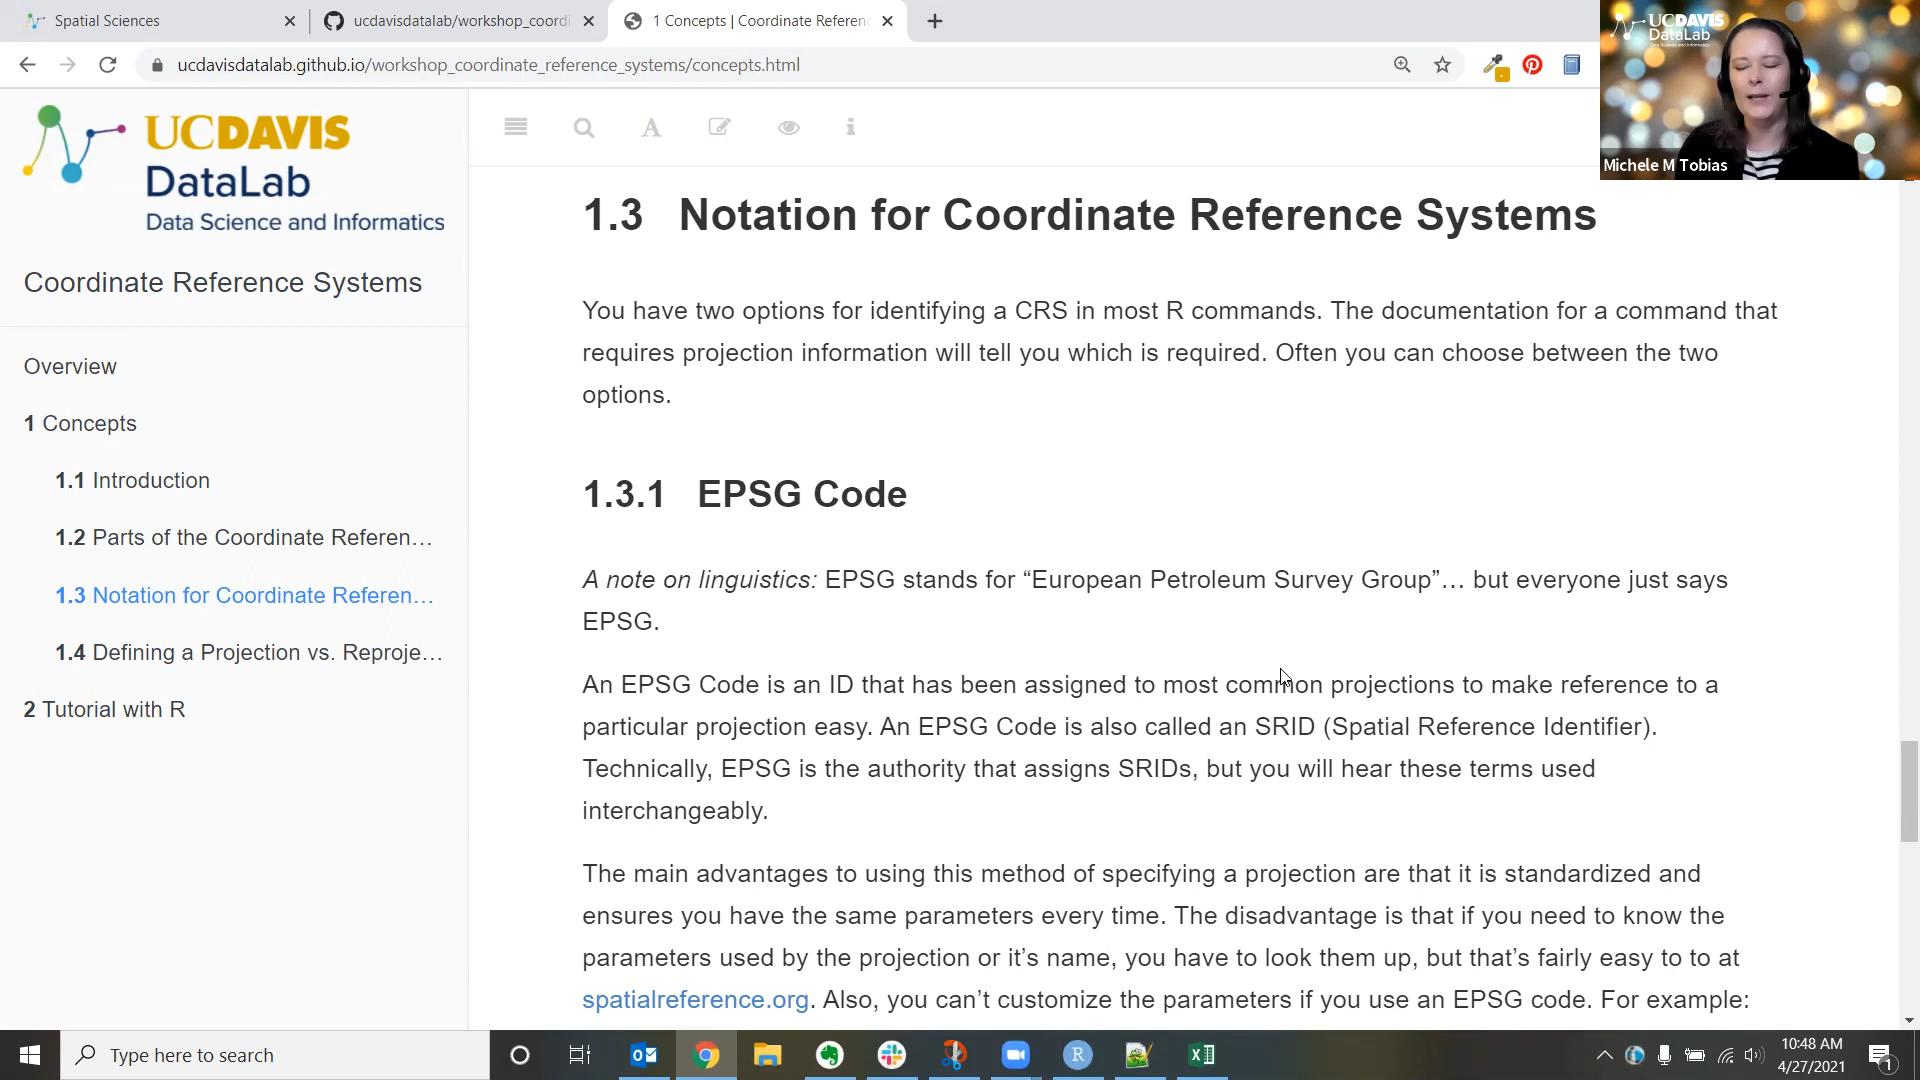 Spatial Sciences
ucdavisdatalab/workshop_coordi
1 Concepts | Coordinate Referenc
ucdavisdatalab.github.io/workshop_coordinate_reference_systems/concepts.html
UCDAVIS
DataLab
Michele M Tobias
UCDAVIS
DataLab
Data Science and Informatics
Coordinate Reference Systems
Overview
1 Concepts
1.1 Introduction
1.2 Parts of the Coordinate Referen…
1.3 Notation for Coordinate Referen…
1.4 Defining a Projection vs. Reproje…
2 Tutorial with R
1.3 Notation for Coordinate Reference Systems
You have two options for identifying a CRS in most R commands. The documentation for a command that
requires projection information will tell you which is required. Often you can choose between the two
options.
1.3.1 EPSG Code
A note on linguistics: EPSG stands for “European Petroleum Survey Group”… but everyone just says
EPSG.
An EPSG Code is an ID that has been assigned to most common projections to make reference to a
particular projection easy. An EPSG Code is also called an SRID (Spatial Reference Identifier).
Technically, EPSG is the authority that assigns SRIDs, but you will hear these terms used
interchangeably.
The main advantages to using this method of specifying a projection are that it is standardized and
ensures you have the same parameters every time. The disadvantage is that if you need to know the
parameters used by the projection or it’s name, you have to look them up, but that’s fairly easy to to at
spatialreference.org. Also, you can’t customize the parameters if you use an EPSG code. For example:
Type here to search
10:48 AM
4/27/2021
1